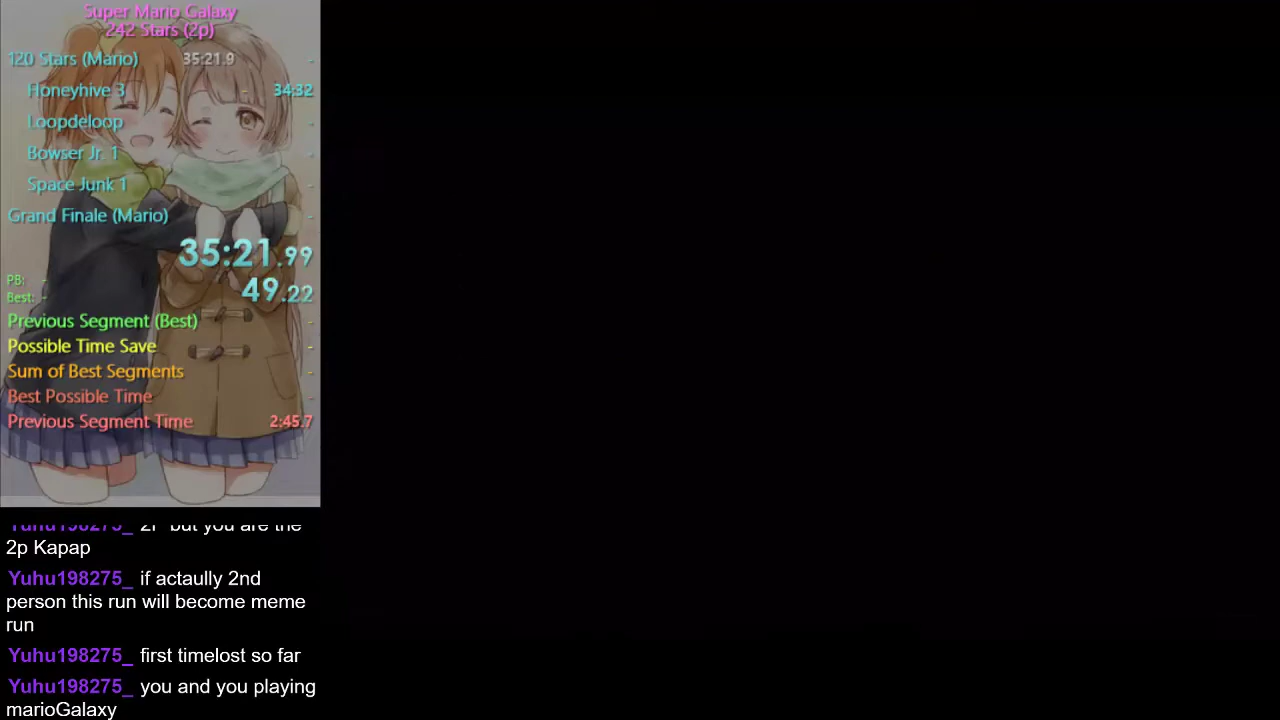 Super Mario Galaxy
242 Stars (2p)
120 Stars (Mario) 35:21.9 -
Honeyhive 3 - 34:32
Loopdeloop -
Bowser Jr. 1 -
Space Junk 1 -
Grand Finale (Mario) -
35:21.99
PB: -
49.22
Best: -
Previous Segment (Best) -
Possible Time Save -
Sum of Best Segments -
Best Possible Time -
Previous Segment Time 2:45.7
Yuhu198275_ 2P but you are the
2p Kapap
Yuhu198275_ if actaully 2nd
person this run will become meme
run
Yuhu198275_ first timelost so far
Yuhu198275_ you and you playing
marioGalaxy